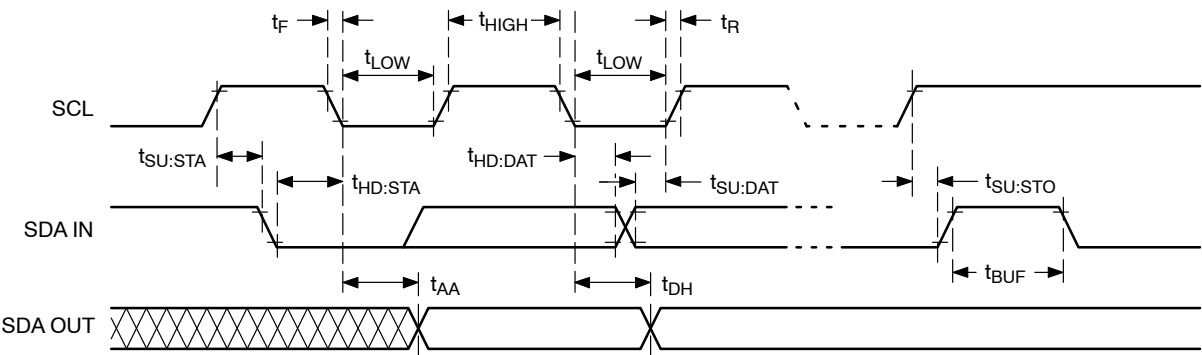 tF
tHIGH
tR
tLOW
tLOW
SCL
tSU:STA
tHD:STA
tHD:DAT
tSU:DAT
tSU:STO
SDA IN
tAA
tDH
tBUF
SDA OUT